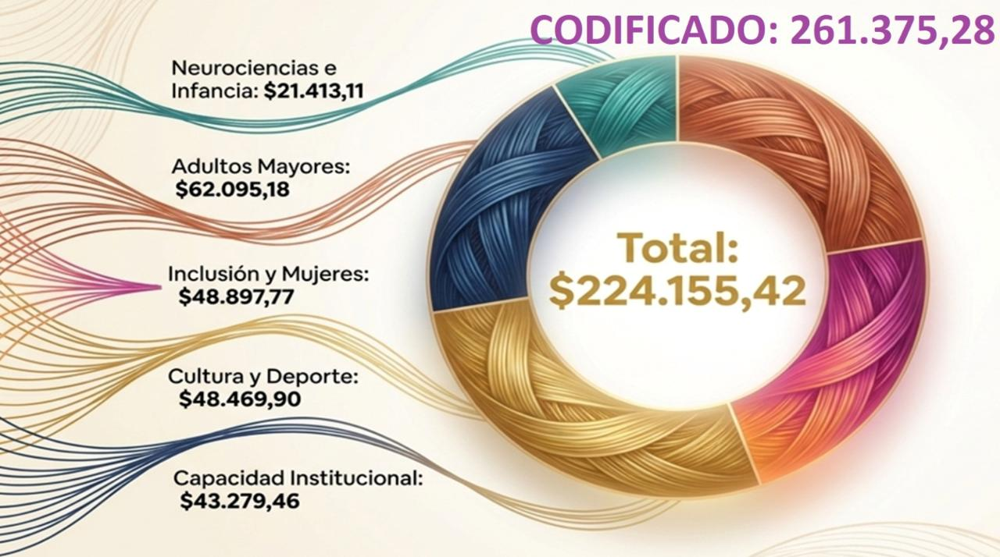 CODIFICADO: 261.375,28
Neurociencias e
Infancia: $21.413,11
Adultos Mayores:
$62.095,18
Inclusión y Mujeres:
$48.897,77
Cultura y Deporte:
$48.469,90
Capacidad Institucional:
$43.279,46
Total:
$224.155,42